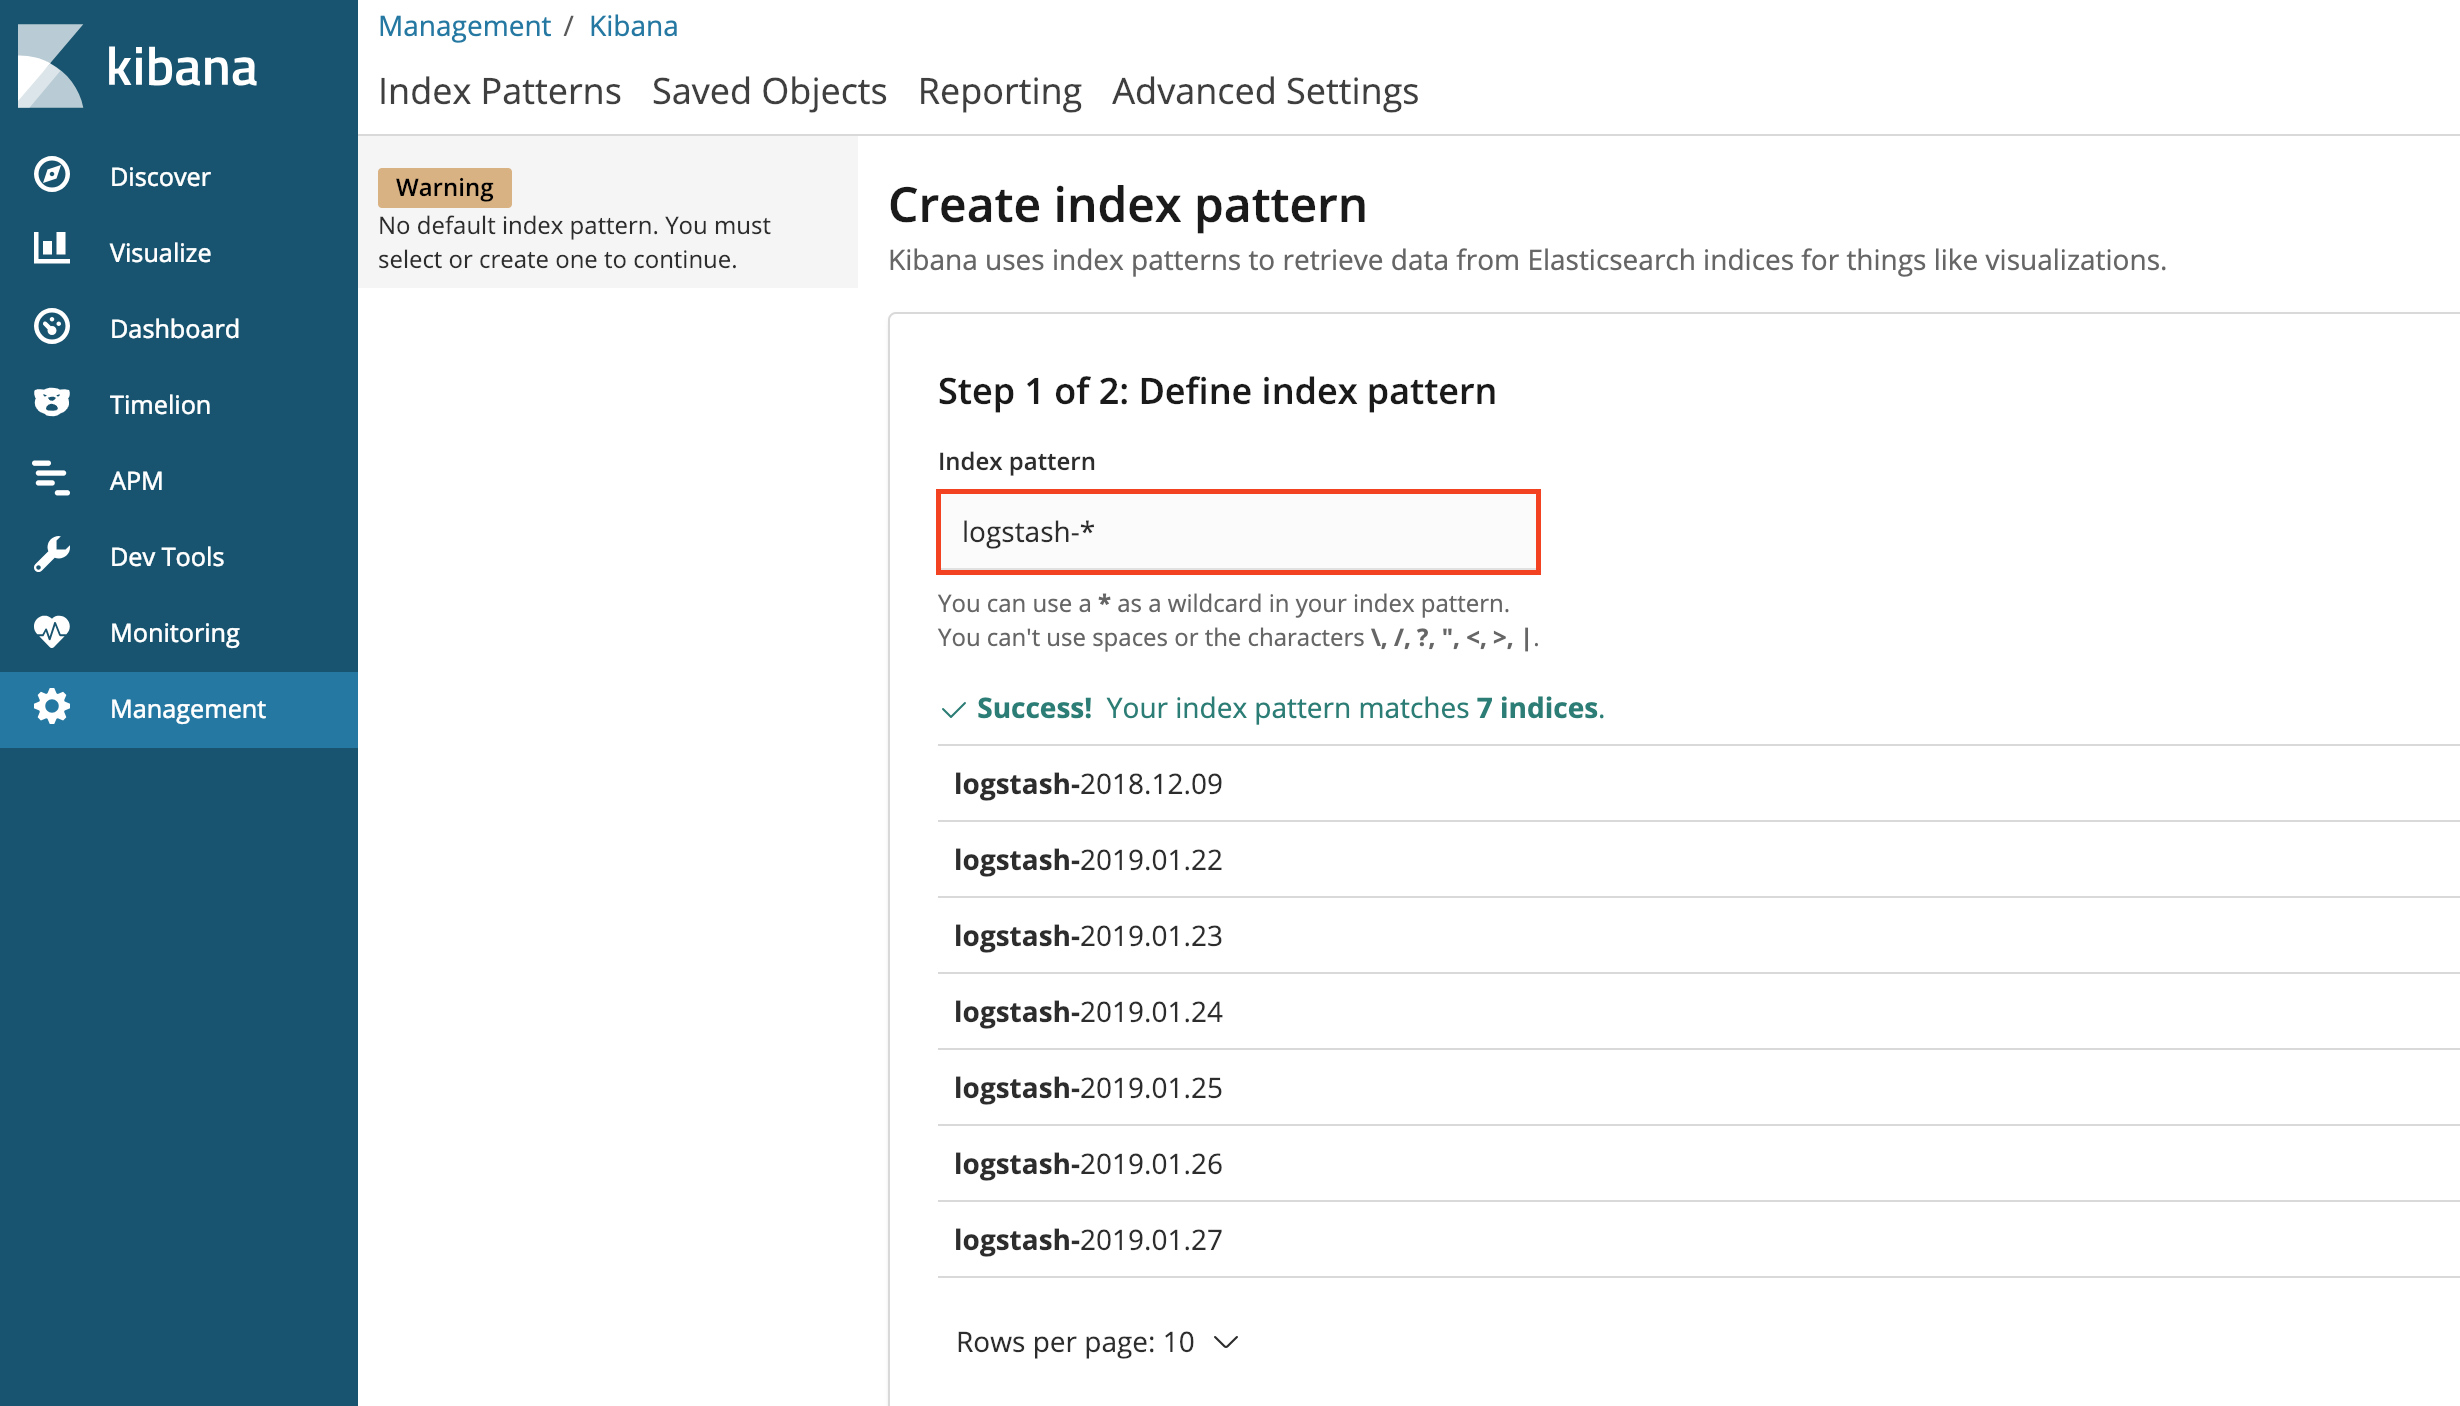 kibana
Discover
Visualize
Dashboard
Timelion
APM
Dev Tools
Monitoring
Management
Management / Kibana
Index Patterns Saved Objects Reporting Advanced Settings
Warning
No default index pattern. You must
select or create one to continue.
Create index pattern
Kibana uses index patterns to retrieve data from Elasticsearch indices for things like visualizations.
Step 1 of 2: Define index pattern
Index pattern
logstash-*
You can use a * as a wildcard in your index pattern.
You can't use spaces or the characters \, /, ?, ", <, >, |.
Success! Your index pattern matches 7 indices.
logstash-2018.12.09
logstash-2019.01.22
logstash-2019.01.23
logstash-2019.01.24
logstash-2019.01.25
logstash-2019.01.26
logstash-2019.01.27
Rows per page: 10